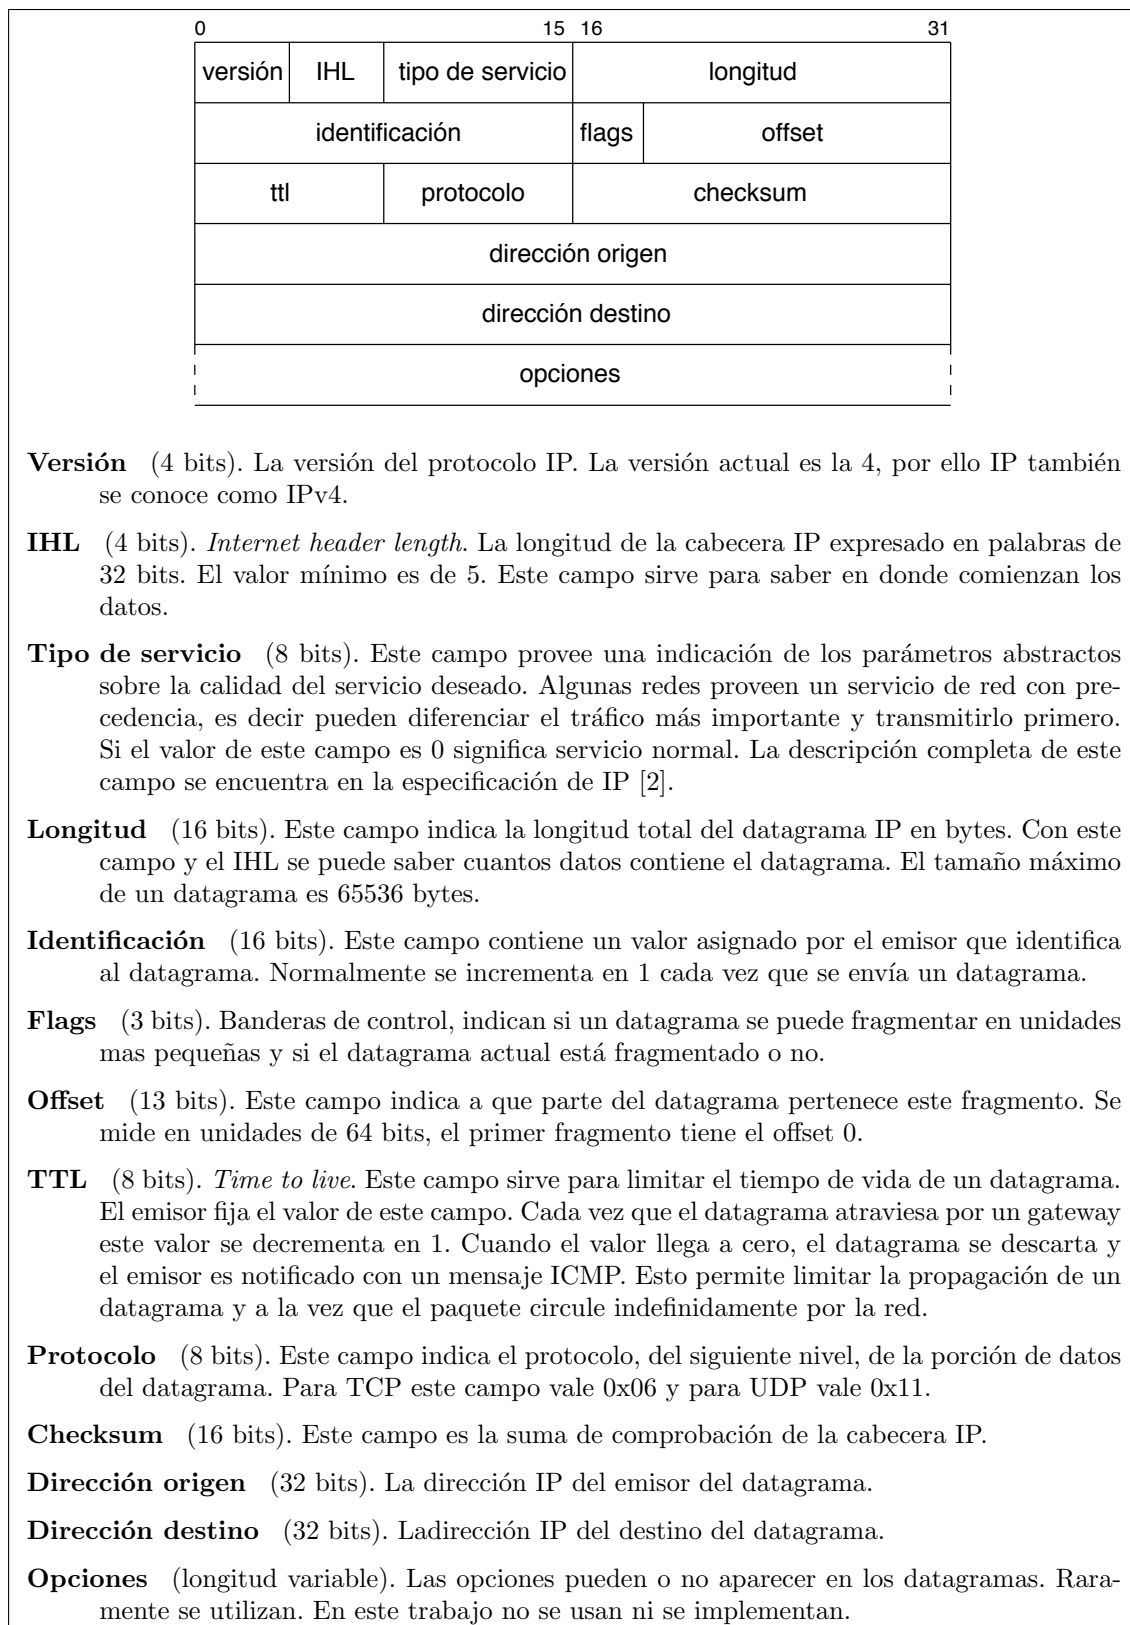 0 15 16 31
versión IHL tipo de servicio longitud
identificación flags offset
ttl protocolo checksum
dirección origen
dirección destino
opciones
Versión (4 bits). La versión del protocolo IP. La versión actual es la 4, por ello IP también
se conoce como IPv4.
IHL (4 bits). Internet header length. La longitud de la cabecera IP expresado en palabras de
32 bits. El valor mínimo es de 5. Este campo sirve para saber en donde comienzan los
datos.
Tipo de servicio (8 bits). Este campo provee una indicación de los parámetros abstractos
sobre la calidad del servicio deseado. Algunas redes proveen un servicio de red con pre-
cedencia, es decir pueden diferenciar el tráfico más importante y transmitirlo primero.
Si el valor de este campo es 0 significa servicio normal. La descripción completa de este
campo se encuentra en la especificación de IP [2].
Longitud (16 bits). Este campo indica la longitud total del datagrama IP en bytes. Con este
campo y el IHL se puede saber cuantos datos contiene el datagrama. El tamaño máximo
de un datagrama es 65536 bytes.
Identificación (16 bits). Este campo contiene un valor asignado por el emisor que identifica
al datagrama. Normalmente se incrementa en 1 cada vez que se envía un datagrama.
Flags (3 bits). Banderas de control, indican si un datagrama se puede fragmentar en unidades
mas pequeñas y si el datagrama actual está fragmentado o no.
Offset (13 bits). Este campo indica a que parte del datagrama pertenece este fragmento. Se
mide en unidades de 64 bits, el primer fragmento tiene el offset 0.
TTL (8 bits). Time to live. Este campo sirve para limitar el tiempo de vida de un datagrama.
El emisor fija el valor de este campo. Cada vez que el datagrama atraviesa por un gateway
este valor se decrementa en 1. Cuando el valor llega a cero, el datagrama se descarta y
el emisor es notificado con un mensaje ICMP. Esto permite limitar la propagación de un
datagrama y a la vez que el paquete circule indefinidamente por la red.
Protocolo (8 bits). Este campo indica el protocolo, del siguiente nivel, de la porción de datos
del datagrama. Para TCP este campo vale 0x06 y para UDP vale 0x11.
Checksum (16 bits). Este campo es la suma de comprobación de la cabecera IP.
Dirección origen (32 bits). La dirección IP del emisor del datagrama.
Dirección destino (32 bits). Ladirección IP del destino del datagrama.
Opciones (longitud variable). Las opciones pueden o no aparecer en los datagramas. Rara-
mente se utilizan. En este trabajo no se usan ni se implementan.